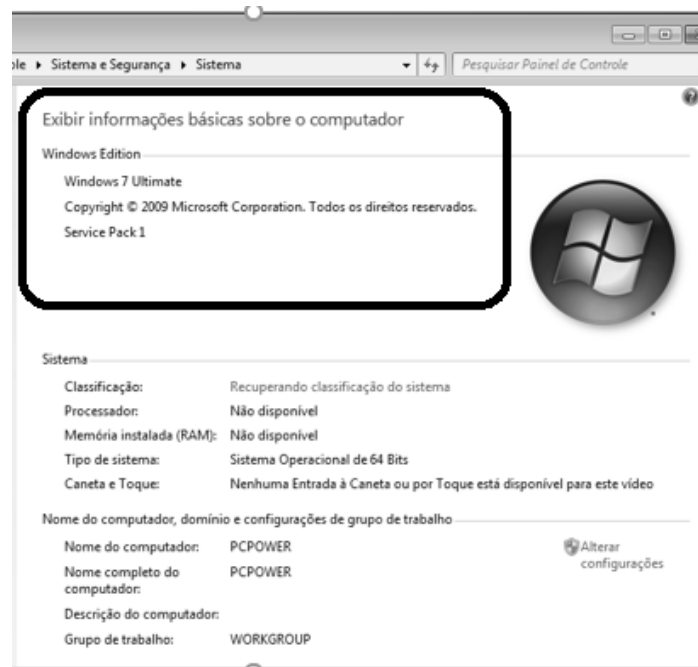 ole ▸ Sistema e Segurança ▸ Sistema
Pesquisar Painel de Controle
Exibir informações básicas sobre o computador
Windows Edition
Windows 7 Ultimate
Copyright © 2009 Microsoft Corporation. Todos os direitos reservados.
Service Pack 1
Sistema
Classificação: Recuperando classificação do sistema
Processador: Não disponível
Memória instalada (RAM): Não disponível
Tipo de sistema: Sistema Operacional de 64 Bits
Caneta e Toque: Nenhuma Entrada à Caneta ou por Toque está disponível para este vídeo
Nome do computador, domínio e configurações de grupo de trabalho
Nome do computador: PCPOWER
Alterar
configurações
Nome completo do
computador:
PCPOWER
Descrição do computador:
Grupo de trabalho: WORKGROUP